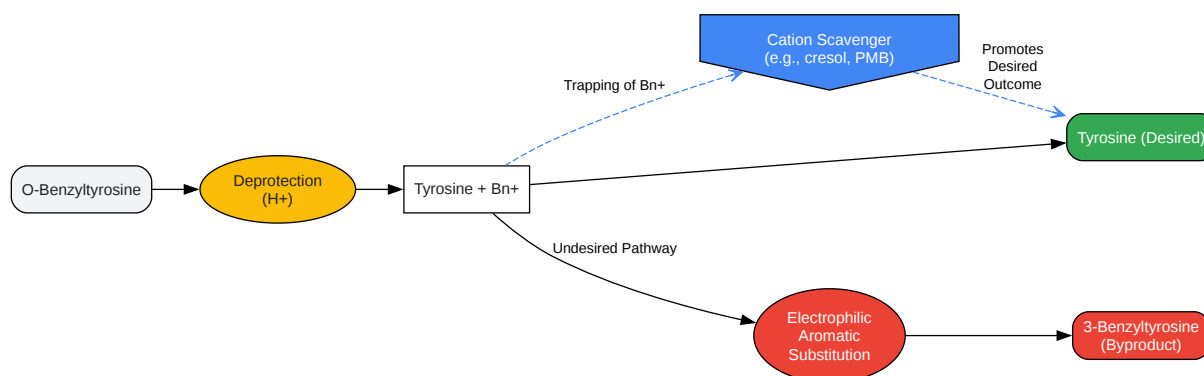 Cation Scavenger
(e.g., cresol, PMB)
Promotes
Desired
Outcome
Trapping of Bn+
Tyrosine (Desired)
O-Benzyltyrosine
Deprotection
(H+)
Tyrosine + Bn+
Undesired Pathway
Electrophilic
Aromatic
Substitution
3-Benzyltyrosine
(Byproduct)